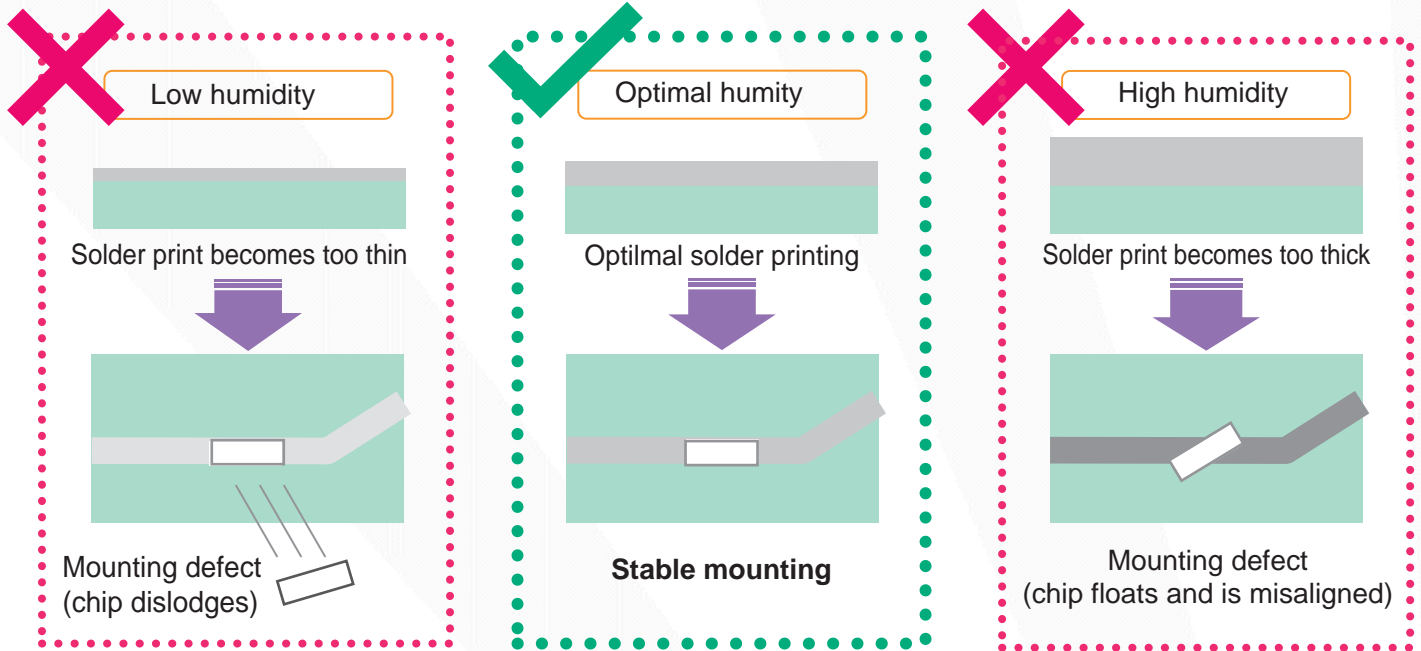 Low humidity
Solder print becomes too thin
Mounting defect
(chip dislodges)
Optimal humity
Optilmal solder printing
Stable mounting
High humidity
Solder print becomes too thick
Mounting defect
(chip floats and is misaligned)